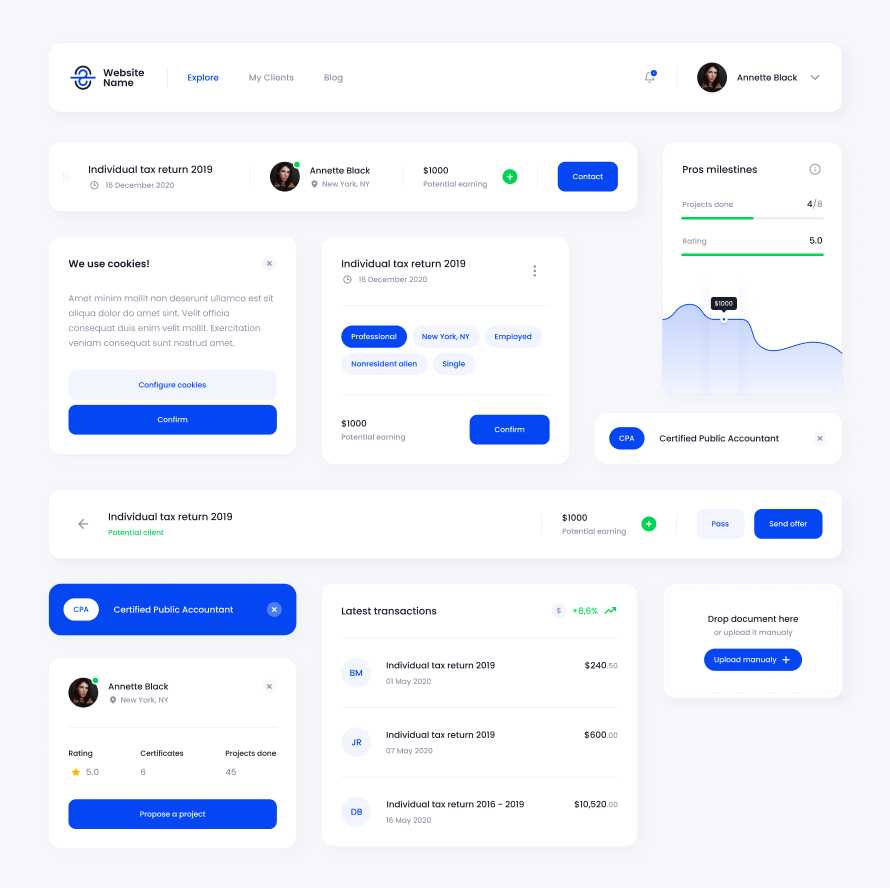 Website
Name
Explore
My Clients
Blog
Annette Black
Individual tax return 2019
16 December 2020
Annette Black
New York, NY
$1000
Potential earning
Contact
Pros milestines
Projects done
4/8
Rating
5.0
$1000
We use cookies!
Amet minim mollit non deserunt ullamco est sit
aliqua dolor do amet sint. Velit officia
consequat duis enim velit mollit. Exercitation
veniam consequat sunt nostrud amet.
Configure cookies
Confirm
Individual tax return 2019
16 December 2020
Professional
New York, NY
Employed
Nonresident alien
Single
$1000
Potential earning
Confirm
CPA
Certified Public Accountant
Individual tax return 2019
Potential client
$1000
Potential earning
Pass
Send offer
CPA
Certified Public Accountant
Latest transactions
$
+8,6%
BM
Individual tax return 2019
01 May 2020
$240.50
JR
Individual tax return 2019
07 May 2020
$600.00
DB
Individual tax return 2016 - 2019
16 May 2020
$10,520.00
Drop document here
or upload it manualy
Upload manualy
Annette Black
New York, NY
Rating
5.0
Certificates
6
Projects done
45
Propose a project